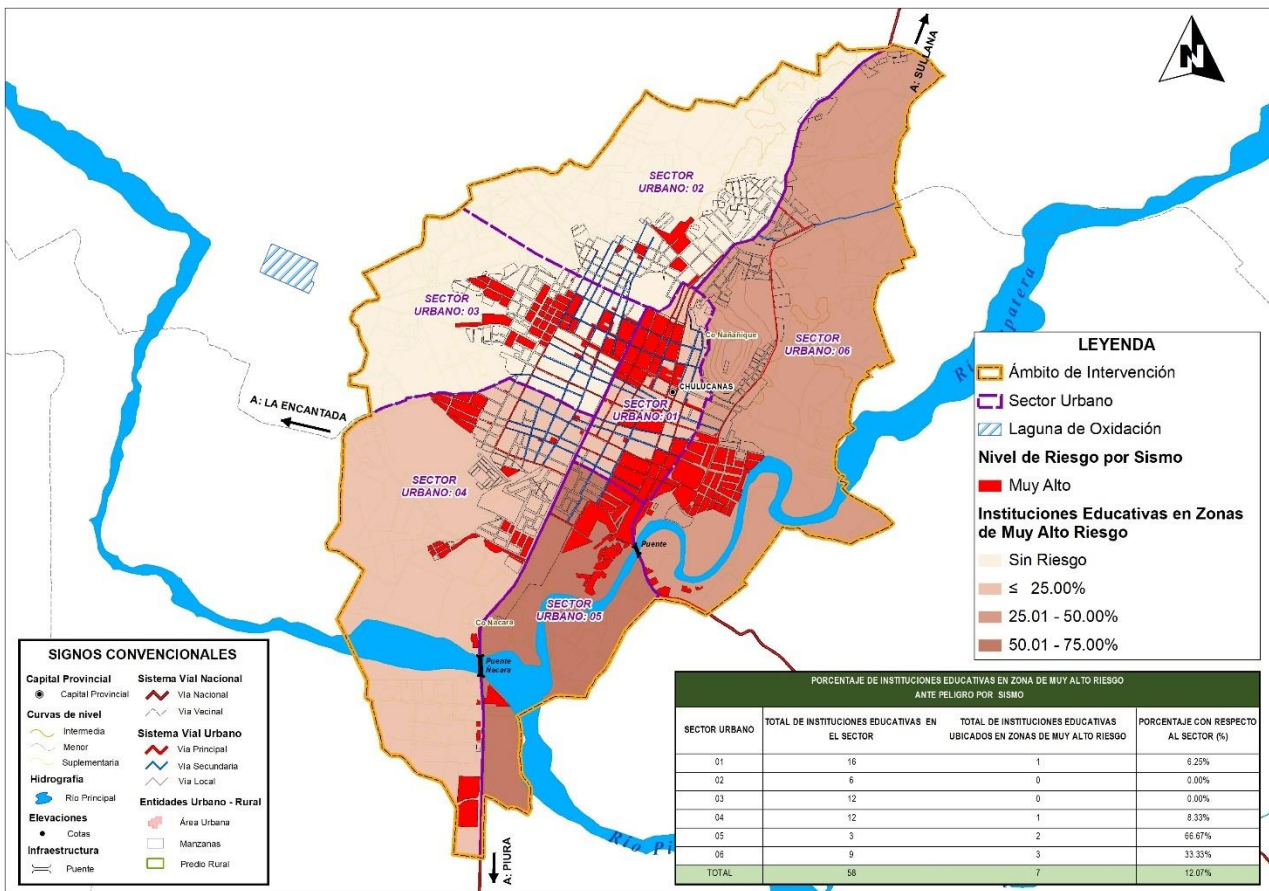 N
A: SULLANA
SECTOR
URBANO: 02
SECTOR
URBANO: 03
Co Nañañique
SECTOR
URBANO: 06
CHULUCANAS
SECTOR
URBANO: 01
A: LA ENCANTADA
SECTOR
URBANO: 04
Puente
SECTOR
URBANO: 05
Co Nacara
Puente
Ñacara
A: PIURA
LEYENDA
Ámbito de Intervención
Sector Urbano
Laguna de Oxidación
Nivel de Riesgo por Sismo
Muy Alto
Instituciones Educativas en Zonas
de Muy Alto Riesgo
Sin Riesgo
≤ 25.00%
25.01 - 50.00%
50.01 - 75.00%
SIGNOS CONVENCIONALES
Capital Provincial
Capital Provincial
Curvas de nivel
Intermedia
Menor
Suplementaria
Hidrografía
Río Principal
Elevaciones
Cotas
Infraestructura
Puente
Sistema Víal Nacional
Vía Nacional
Vía Vecinal
Sistema Vial Urbano
Vía Principal
Vía Secundaria
Vía Local
Entidades Urbano - Rural
Área Urbana
Manzanas
Predio Rural
PORCENTAJE DE INSTITUCIONES EDUCATIVAS EN ZONA DE MUY ALTO RIESGO
ANTE PELIGRO POR SISMO
SECTOR URBANO TOTAL DE INSTITUCIONES EDUCATIVAS EN EL SECTOR TOTAL DE INSTITUCIONES EDUCATIVAS UBICADOS EN ZONAS DE MUY ALTO RIESGO PORCENTAJE CON RESPECTO AL SECTOR (%)
01 16 1 6.25%
02 6 0 0.00%
03 12 0 0.00%
04 12 1 8.33%
05 3 2 66.67%
06 9 3 33.33%
TOTAL 58 7 12.07%